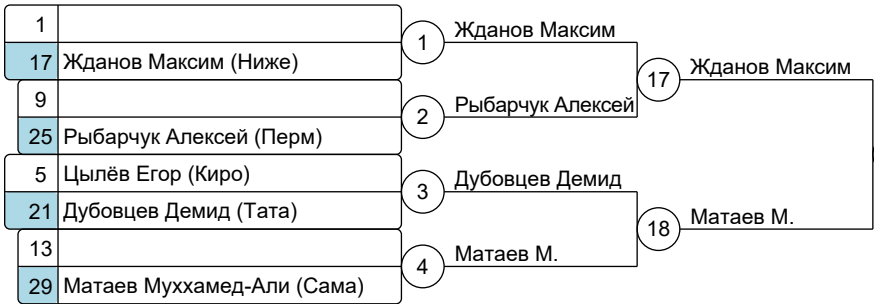 1
17 Жданов Максим (Ниже)
1
Жданов Максим
9
25 Рыбарчук Алексей (Перм)
2
Рыбарчук Алексей
17
Жданов Максим
5 Цылёв Егор (Киро)
21 Дубовцев Демид (Тата)
3
Дубовцев Демид
13
29 Матаев Муххамед-Али (Сама)
4
Матаев М.
18
Матаев М.